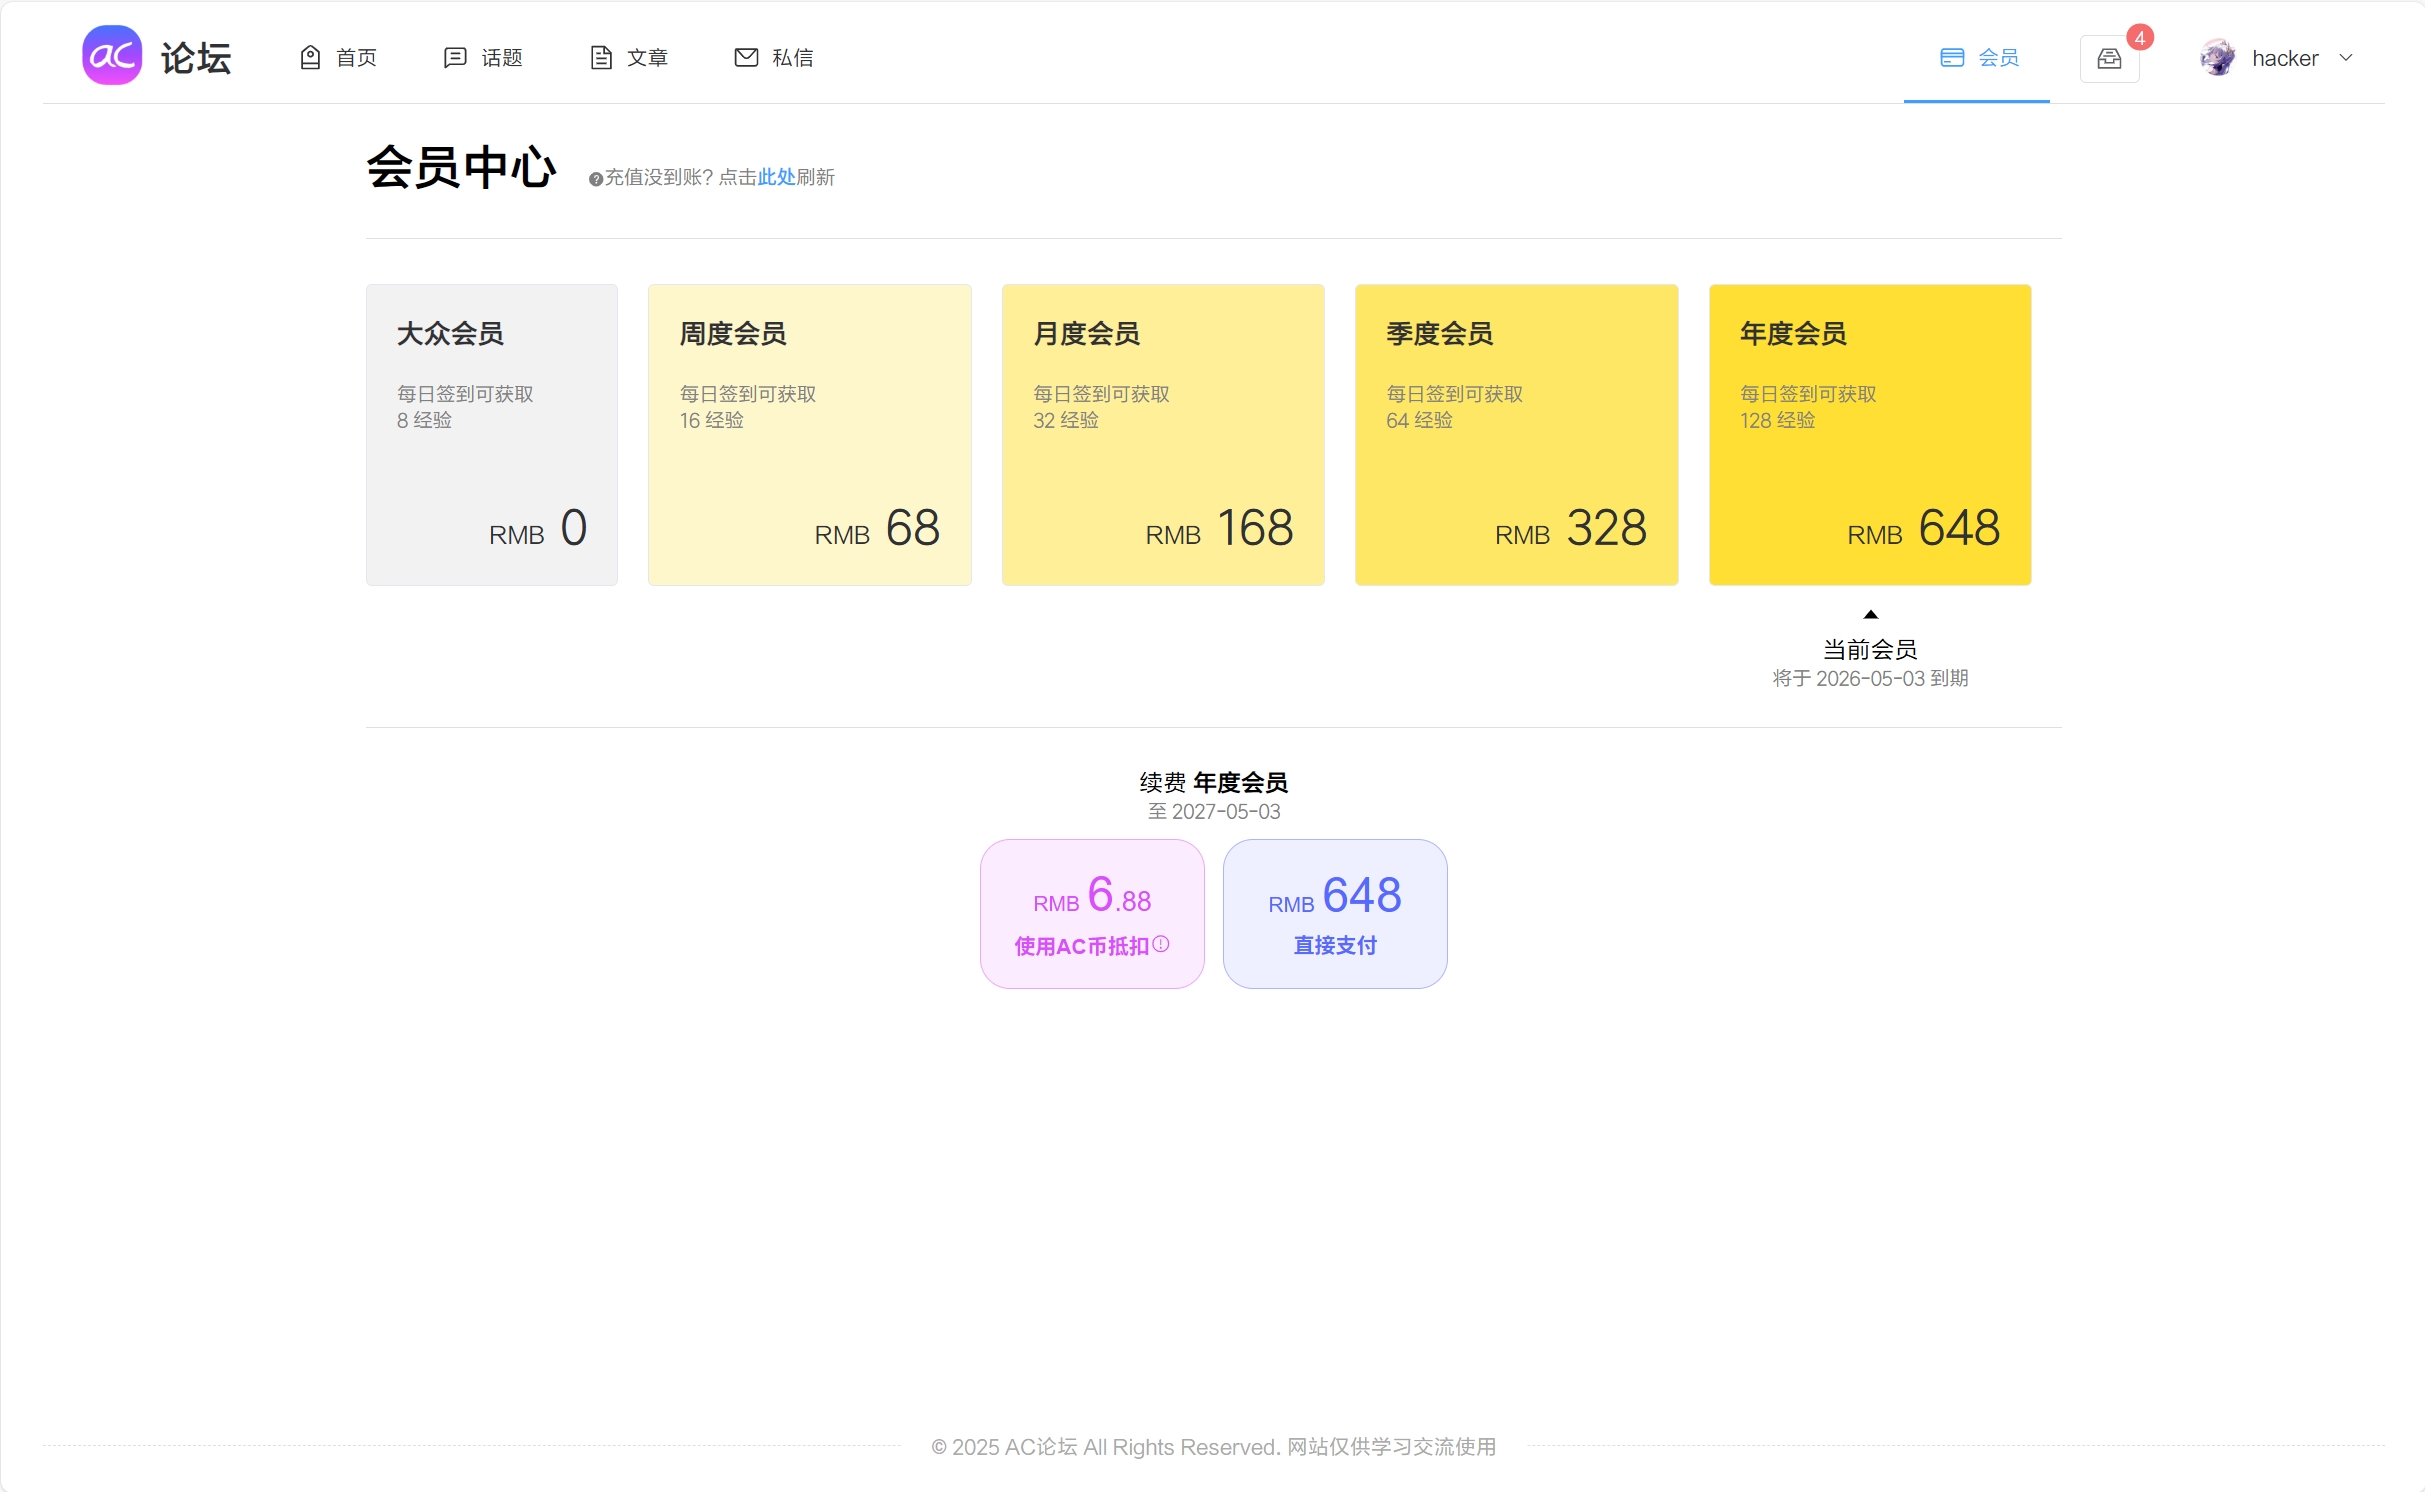 ac 论坛 首页 话题 文章 私信 会员 4 hacker
会员中心 充值没到账? 点击此处刷新
大众会员
每日签到可获取
8 经验
RMB 0
周度会员
每日签到可获取
16 经验
RMB 68
月度会员
每日签到可获取
32 经验
RMB 168
季度会员
每日签到可获取
64 经验
RMB 328
年度会员
每日签到可获取
128 经验
RMB 648
当前会员
将于 2026-05-03 到期
续费 年度会员
至 2027-05-03
RMB 6.88
使用AC币抵扣
RMB 648
直接支付
© 2025 AC论坛 All Rights Reserved. 网站仅供学习交流使用